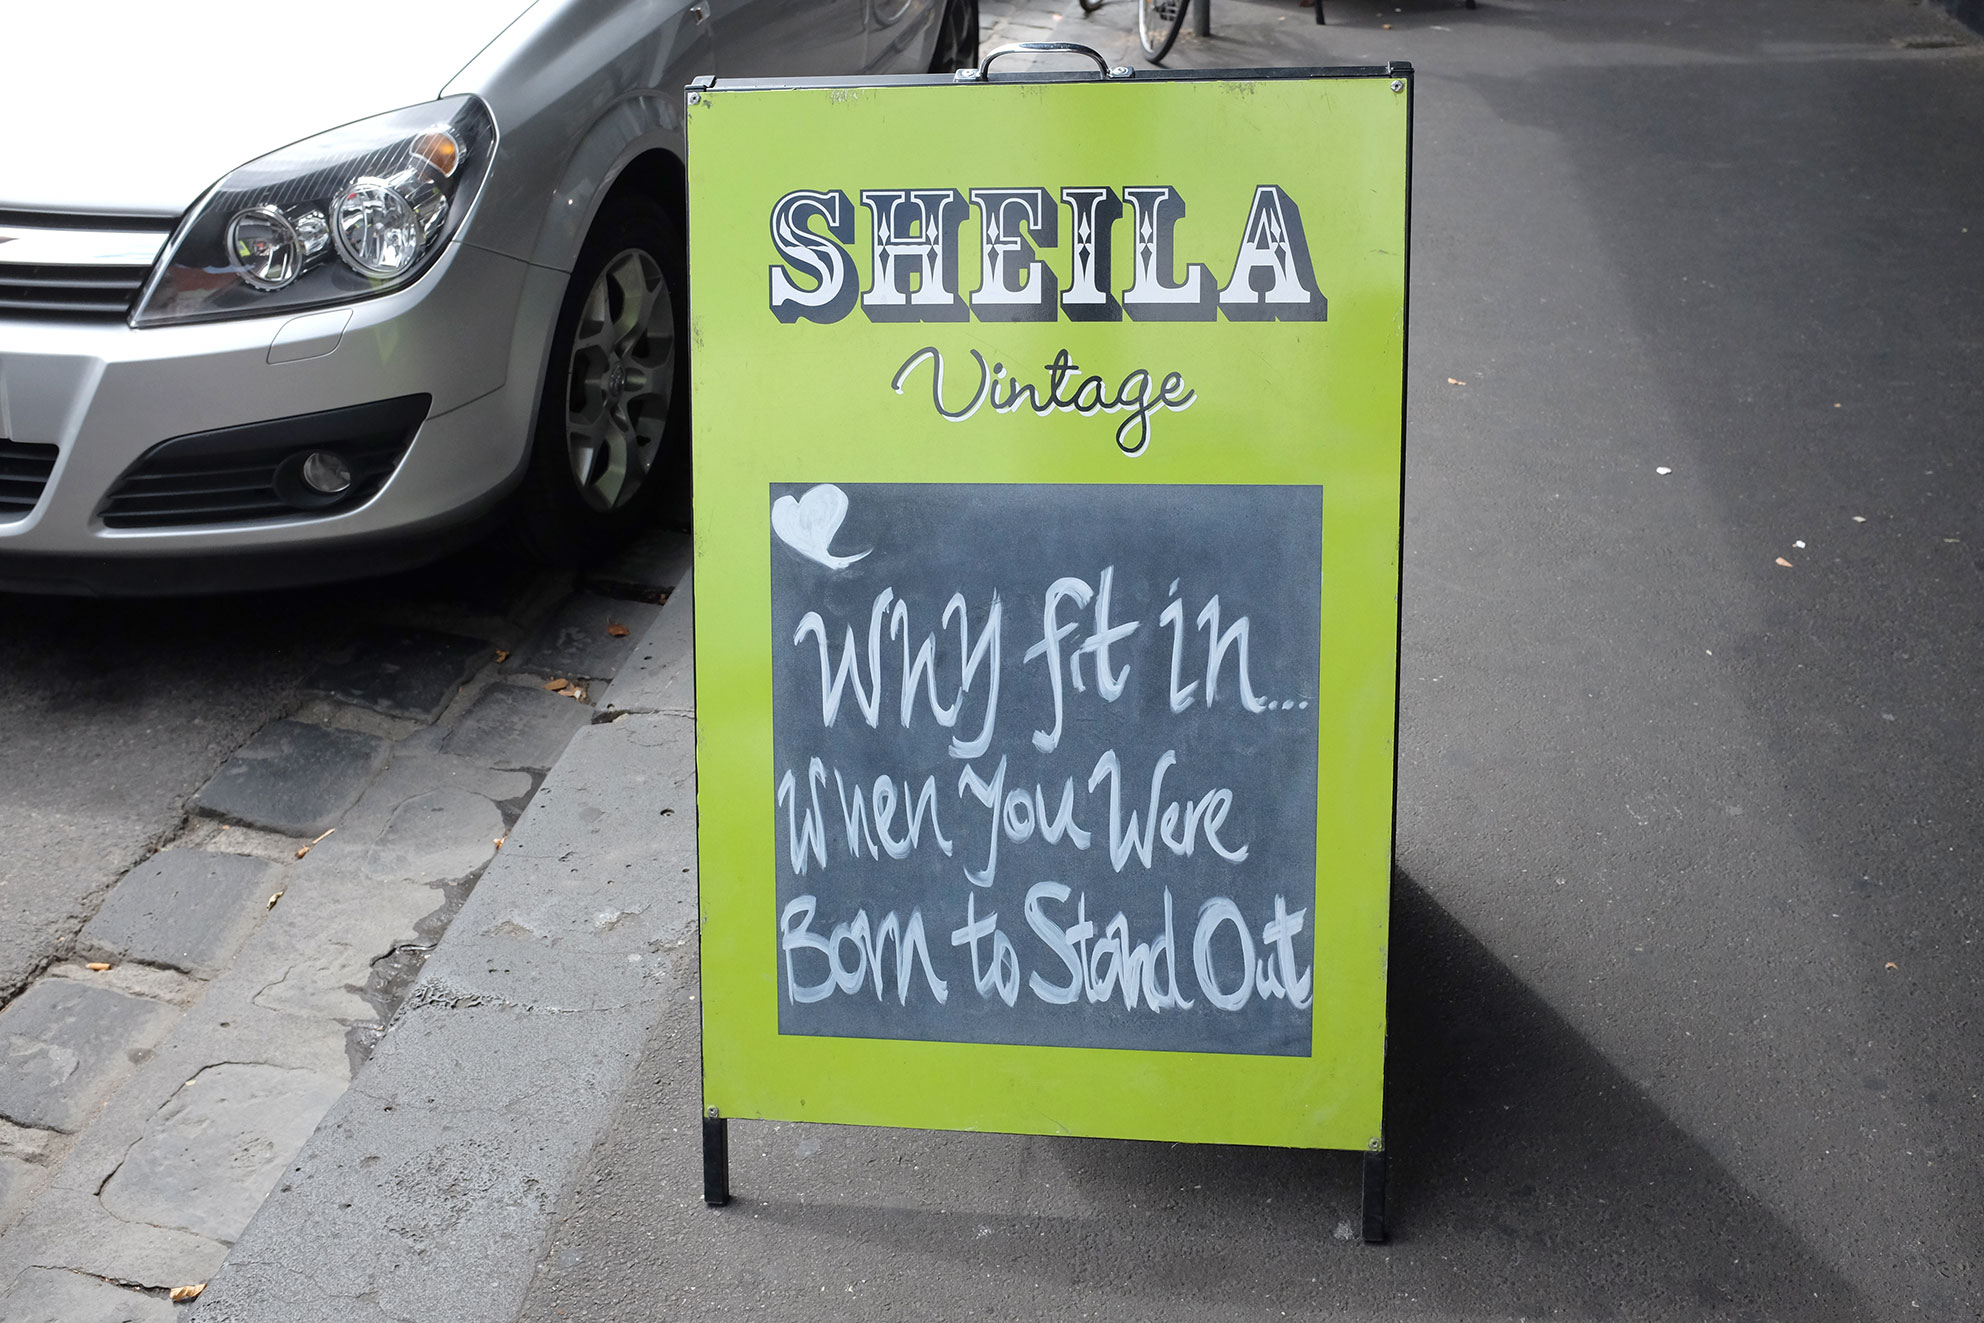 SHEILA
Vintage
Why fit in...
When You Were
Born to Stand Out